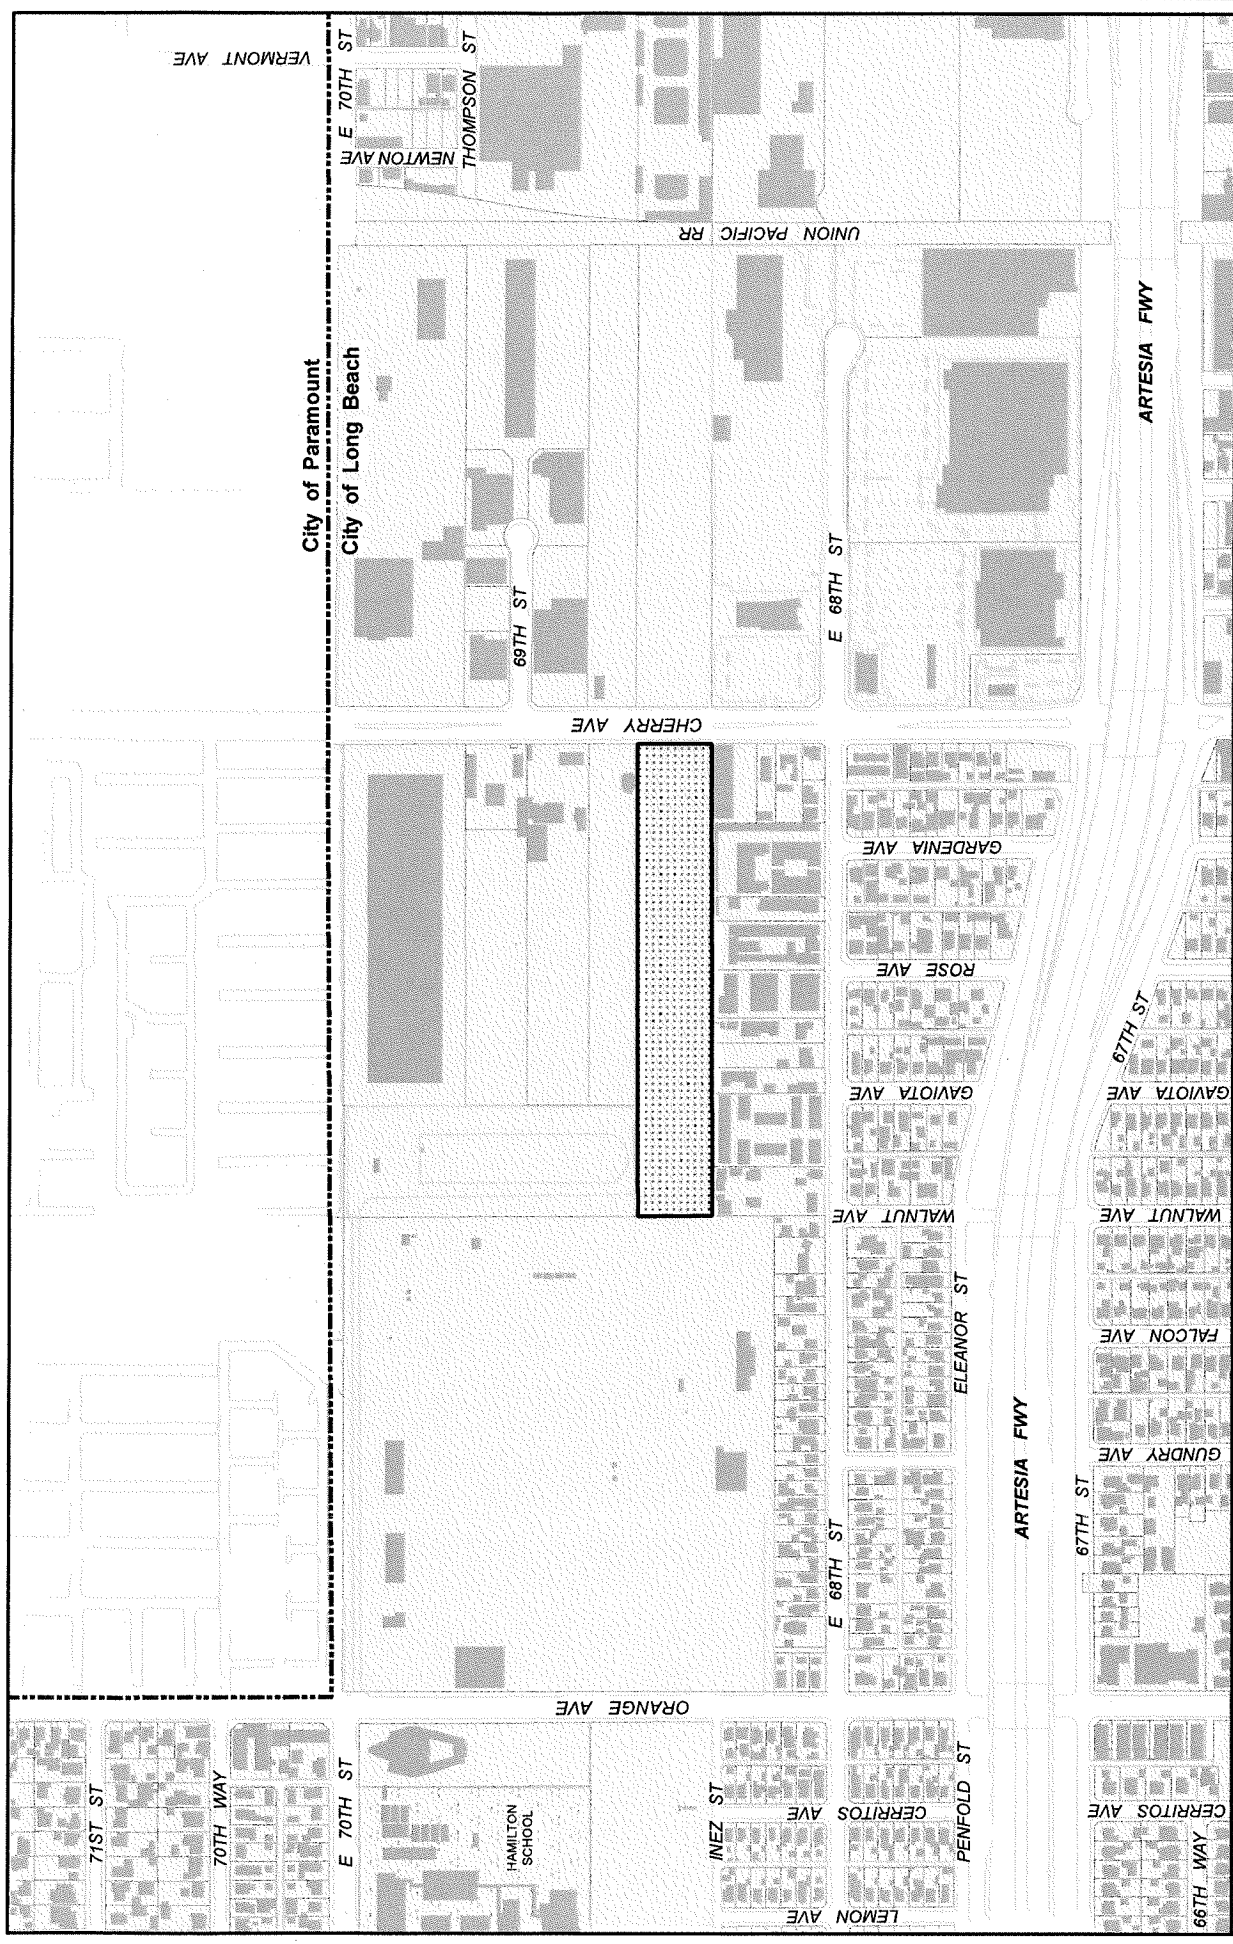 71ST ST
70TH WAY
E 70TH ST
HAMILTON
SCHOOL
INEZ ST
CERRITOS AVE
LEMON AVE
PENFOLD ST
CERRITOS AVE
66TH WAY
ORANGE AVE
E 68TH ST
ARTESIA FWY
67TH ST
ELEANOR ST
GUNDRY AVE
FALCON AVE
WALNUT AVE
WALNUT AVE
GAVIOTA AVE
GAVIOTA AVE
67TH ST
ROSE AVE
GARDENIA AVE
CHERRY AVE
69TH ST
E 68TH ST
City of Paramount
City of Long Beach
ARTESIA FWY
UNION PACIFIC RR
NEWTON AVE
THOMPSON ST
E 70TH ST
VERMONT AVE